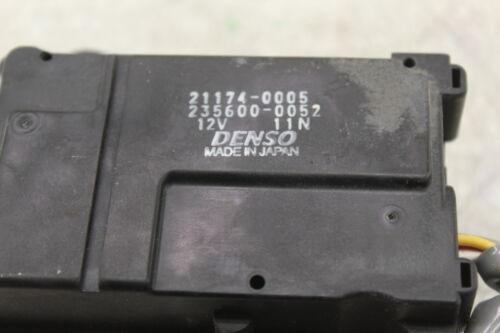 21174-0005
235600-0052
12V 11N
DENSO
MADE IN JAPAN